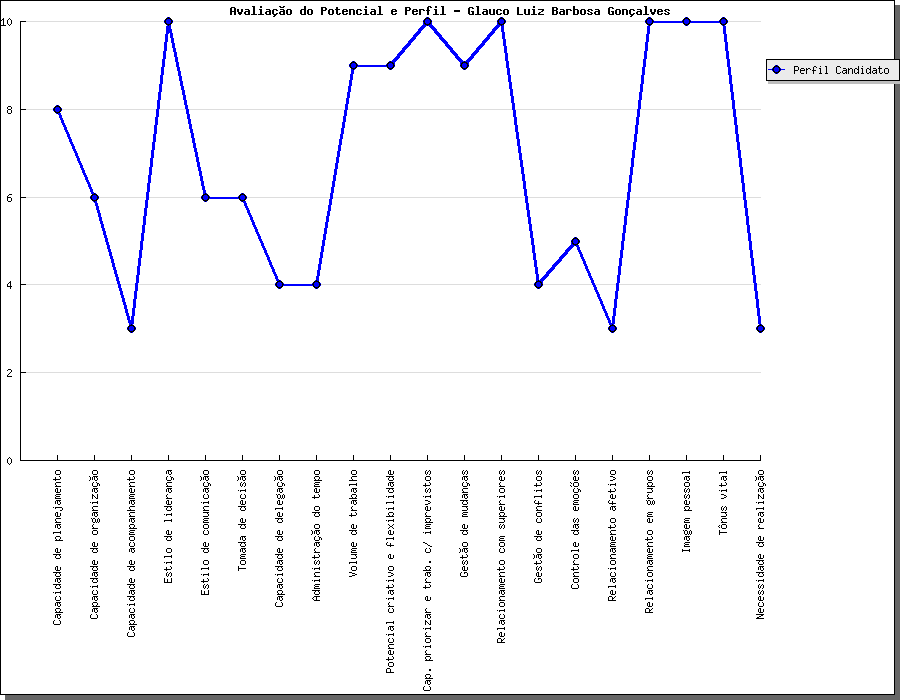 Avaliação do Potencial e Perfil - Glauco Luiz Barbosa Gonçalves
10
8
6
4
2
0
Perfil Candidato
Capacidade de planejamento
Capacidade de organização
Capacidade de acompanhamento
Estilo de liderança
Estilo de comunicação
Tomada de decisão
Capacidade de delegação
Administração do tempo
Volume de trabalho
Potencial criativo e flexibilidade
Cap. priorizar e trab. c/ imprevistos
Gestão de mudanças
Relacionamento com superiores
Gestão de conflitos
Controle das emoções
Relacionamento afetivo
Relacionamento em grupos
Imagem pessoal
Tônus vital
Necessidade de realização